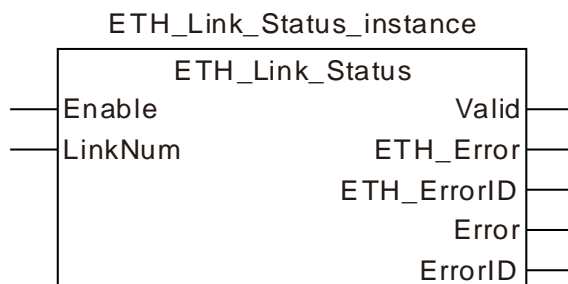 ETH_Link_Status_instance
ETH_Link_Status
Enable Valid
LinkNum ETH_Error
ETH_ErrorID
Error
ErrorID